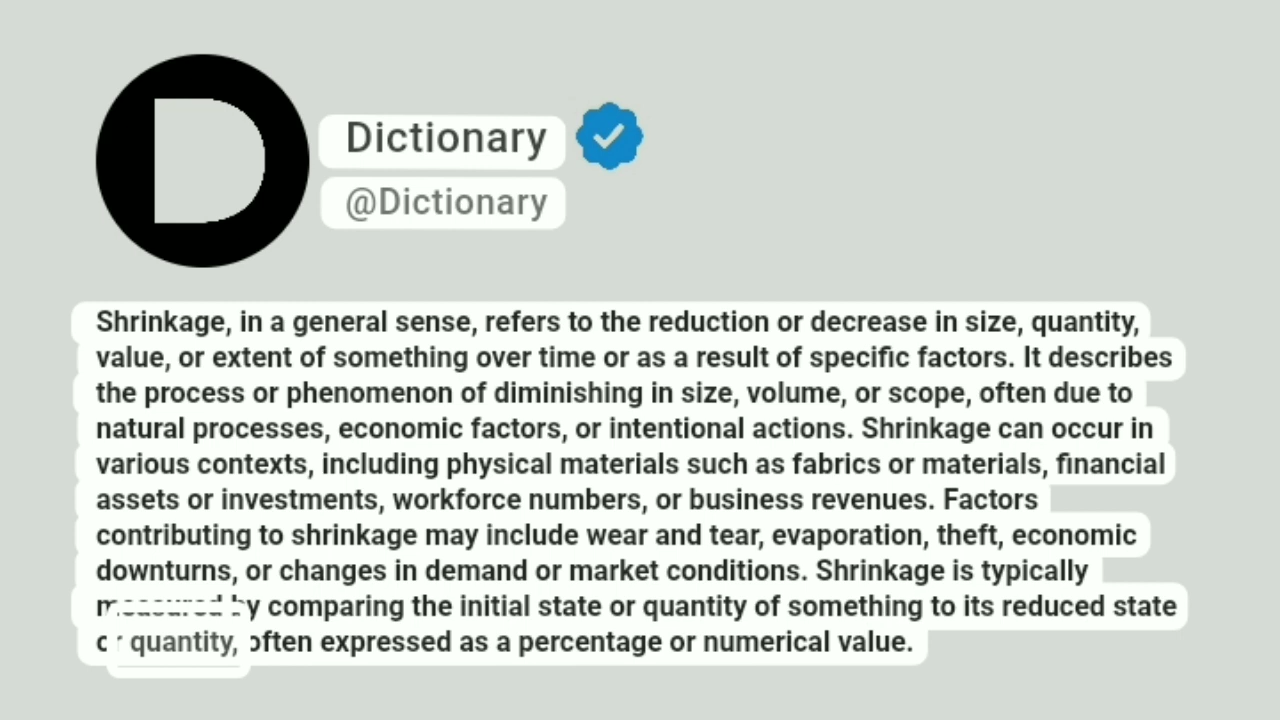 Dictionary
@Dictionary
Shrinkage, in a general sense, refers to the reduction or decrease in size, quantity,
value, or extent of something over time or as a result of specific factors. It describes
the process or phenomenon of diminishing in size, volume, or scope, often due to
natural processes, economic factors, or intentional actions. Shrinkage can occur in
various contexts, including physical materials such as fabrics or materials, financial
assets or investments, workforce numbers, or business revenues. Factors
contributing to shrinkage may include wear and tear, evaporation, theft, economic
downturns, or changes in demand or market conditions. Shrinkage is typically
measured by comparing the initial state or quantity of something to its reduced state
or quantity, often expressed as a percentage or numerical value.